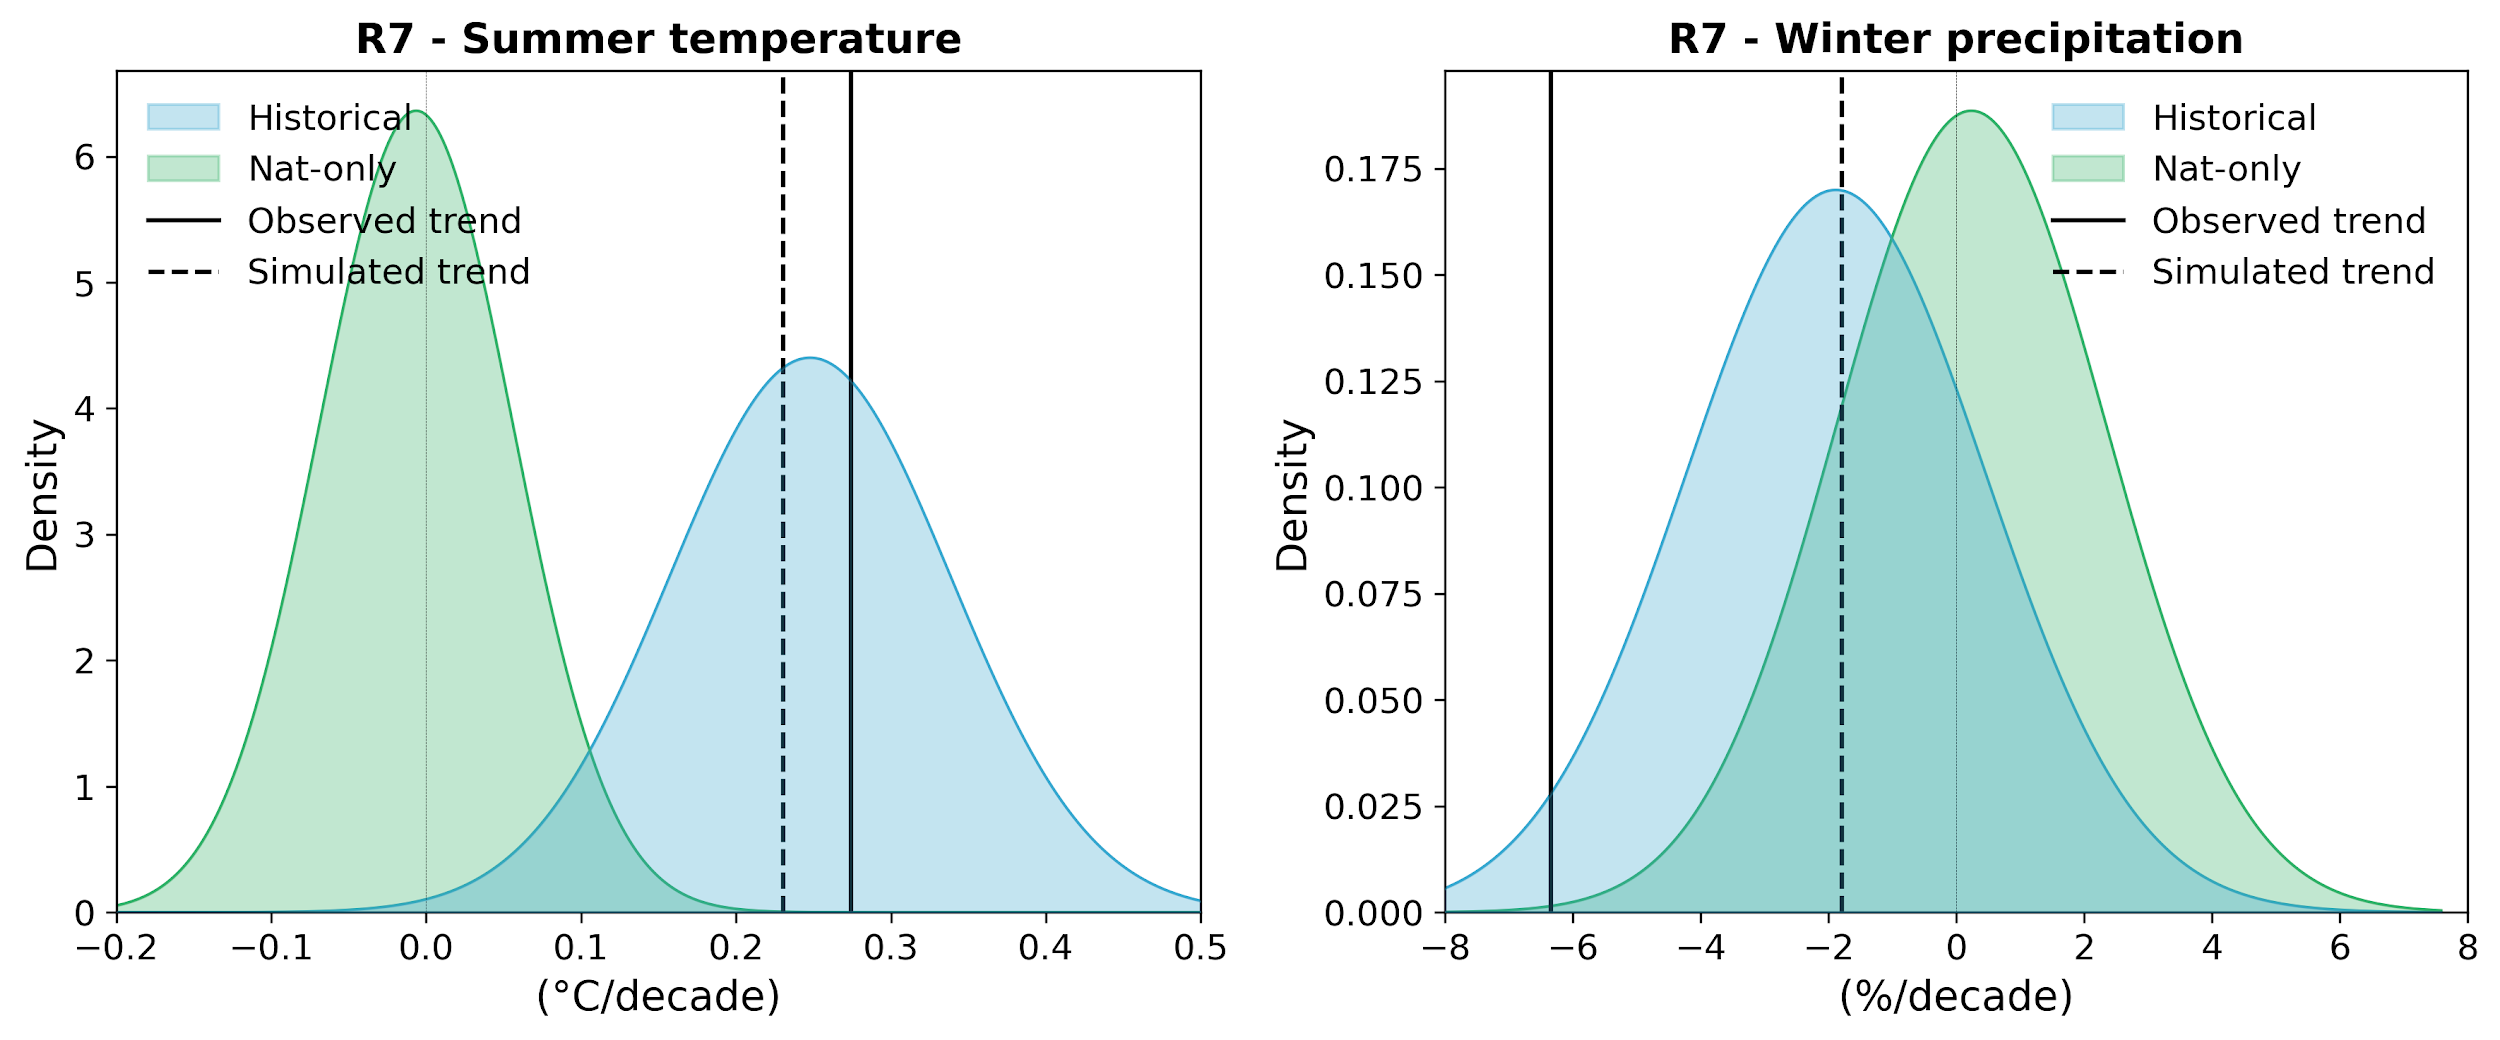 R7 - Summer temperature
Historical
Nat-only
Observed trend
Simulated trend
Density
6
5
4
3
2
1
0
−0.2
−0.1
0.0
0.1
0.2
0.3
0.4
0.5
(°C/decade)
R7 - Winter precipitation
Historical
Nat-only
Observed trend
Simulated trend
Density
0.175
0.150
0.125
0.100
0.075
0.050
0.025
0.000
−8
−6
−4
−2
0
2
4
6
8
(%/decade)